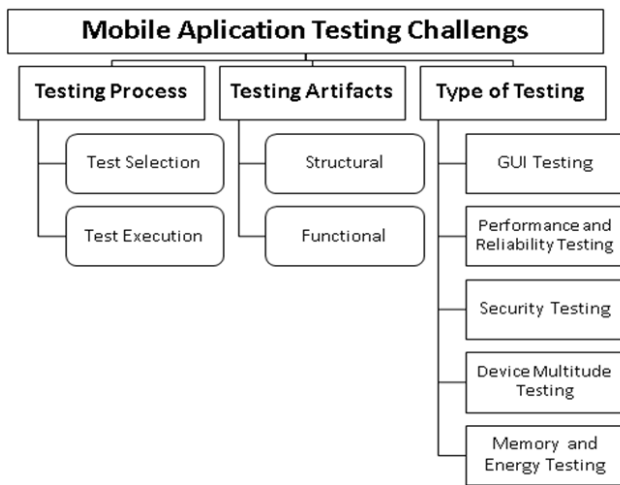 Mobile Aplication Testing Challengs
Testing Process
Testing Artifacts
Type of Testing
Test Selection
Structural
GUI Testing
Test Execution
Functional
Performance and
Reliability Testing
Security Testing
Device Multitude
Testing
Memory and
Energy Testing